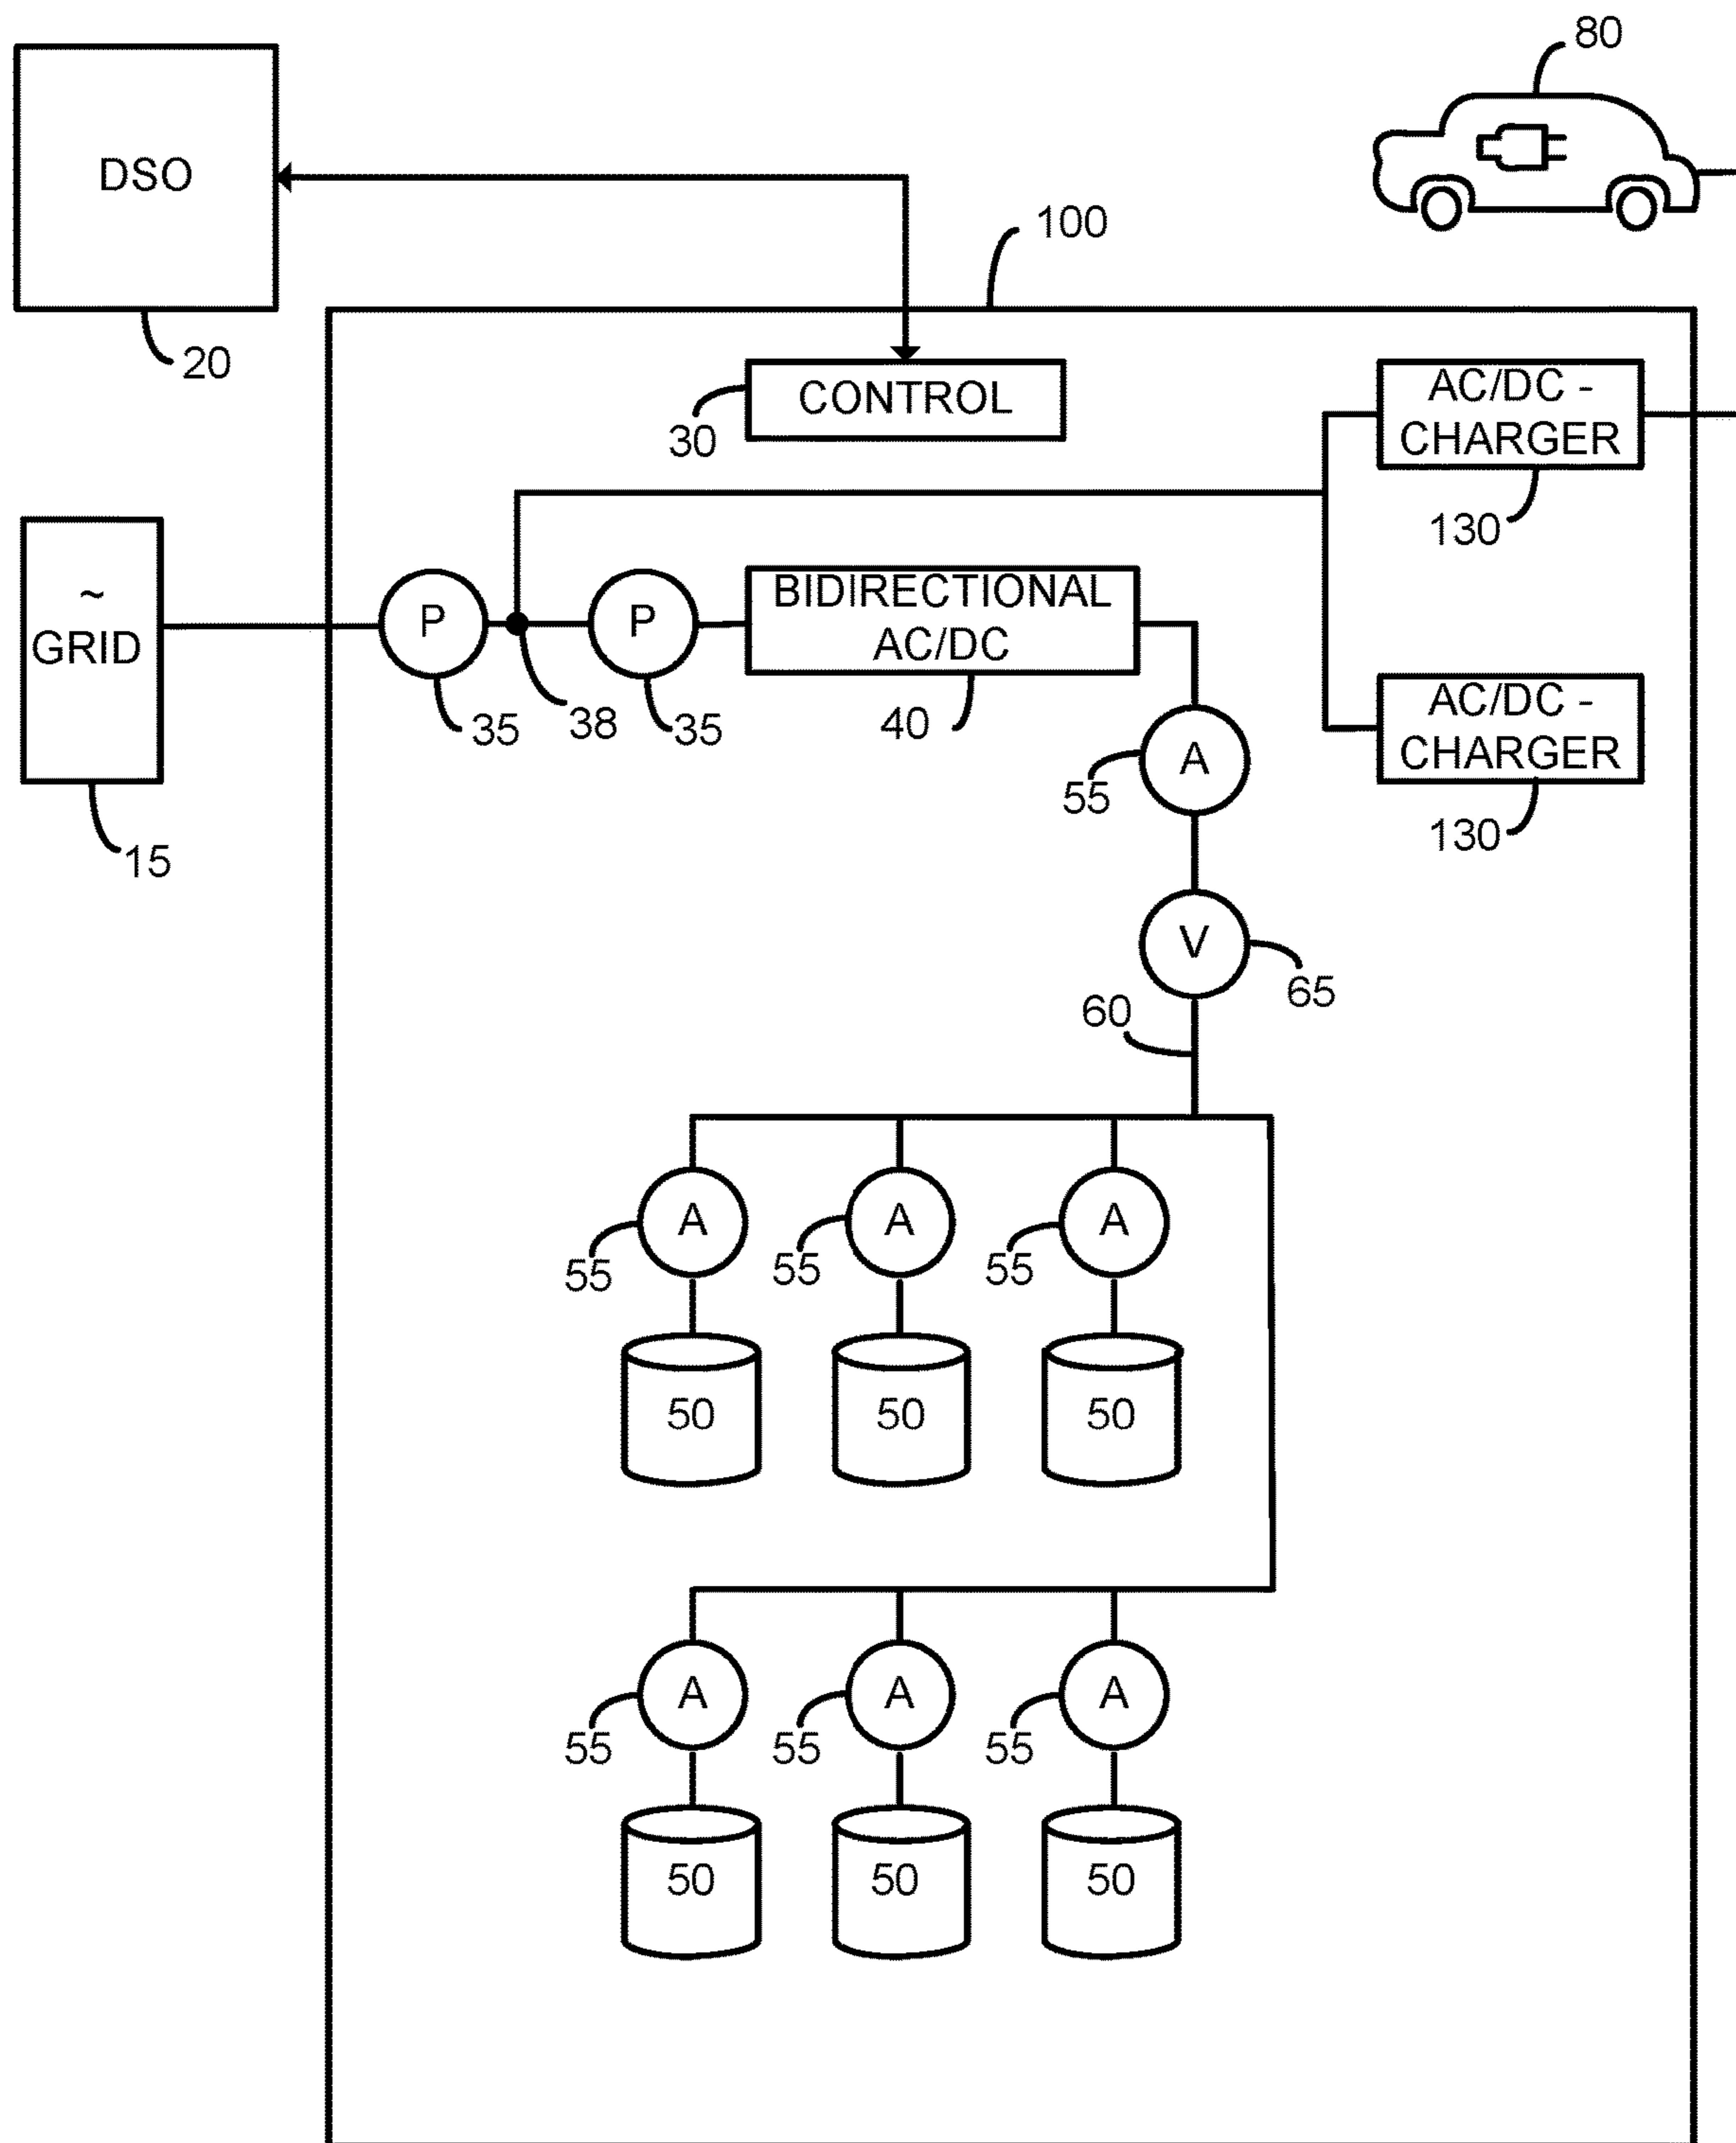 80
DSO
100
20
CONTROL
30
AC/DC -
CHARGER
130
~
GRID
P
P
BIDIRECTIONAL
AC/DC
35
38
35
40
AC/DC -
CHARGER
130
15
A
55
V
65
60
A
A
A
55
55
55
50
50
50
A
A
A
55
55
55
50
50
50